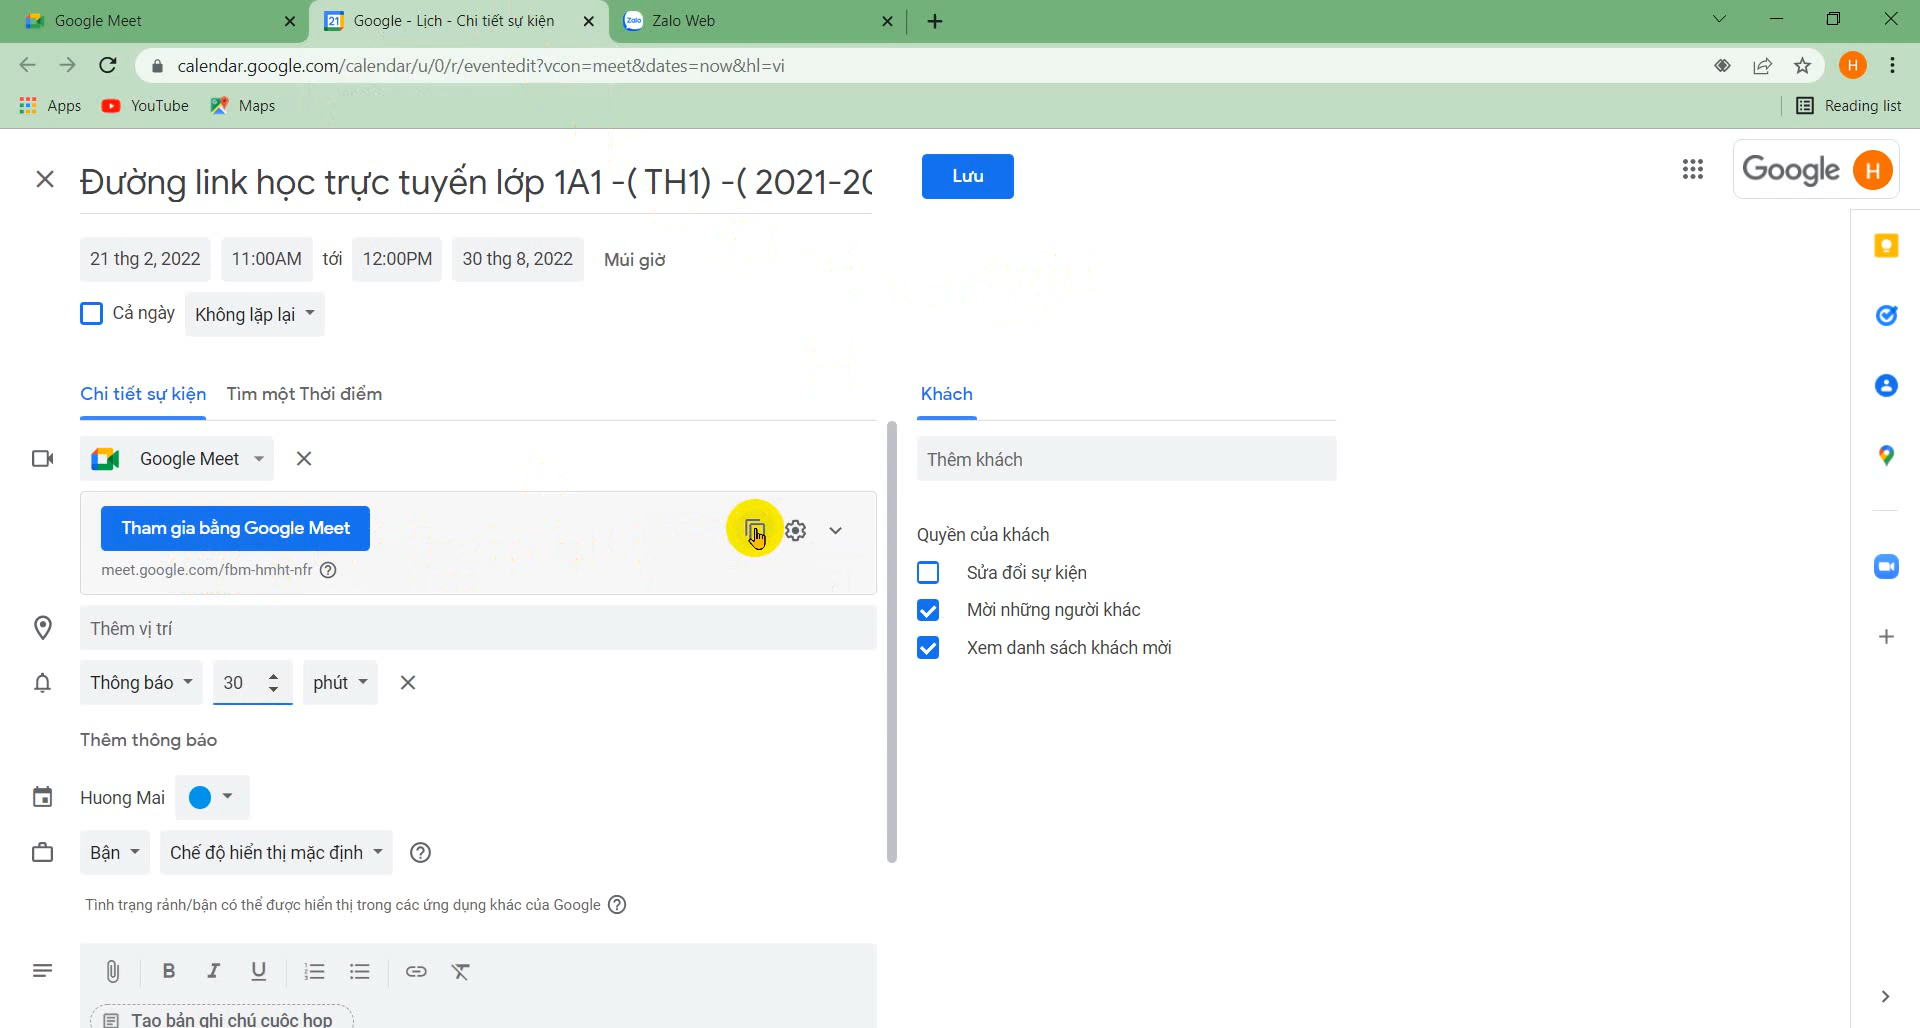 Google Meet
Google - Lịch - Chi tiết sự kiện
Zalo Web
calendar.google.com/calendar/u/0/r/eventedit?vcon=meet&dates=now&hl=vi
H
Apps
YouTube
Maps
Reading list
Đường link học trực tuyến lớp 1A1 -( TH1) -( 2021-20
Lưu
Google
H
21 thg 2, 2022
11:00AM
tới
12:00PM
30 thg 8, 2022
Múi giờ
Cả ngày
Không lặp lại
Chi tiết sự kiện
Tìm một Thời điểm
Khách
Google Meet
Thêm khách
Tham gia bằng Google Meet
meet.google.com/fbm-hmht-nfr
Quyền của khách
Sửa đổi sự kiện
Mời những người khác
Xem danh sách khách mời
Thêm vị trí
Thông báo
30
phút
Thêm thông báo
Huong Mai
Bận
Chế độ hiển thị mặc định
Tình trạng rảnh/bận có thể được hiển thị trong các ứng dụng khác của Google
B I U
Tạo bản ghi chú cuộc họp